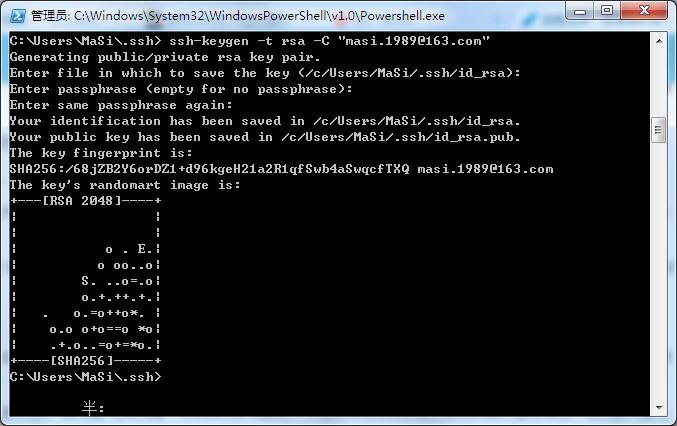 管理员: C:\Windows\System32\WindowsPowerShell\v1.0\Powershell.exe
C:\Users\MaSi\.ssh> ssh-keygen -t rsa -C "masi.1989@163.com"
Generating public/private rsa key pair.
Enter file in which to save the key (/c/Users/MaSi/.ssh/id_rsa):
Enter passphrase (empty for no passphrase):
Enter same passphrase again:
Your identification has been saved in /c/Users/MaSi/.ssh/id_rsa.
Your public key has been saved in /c/Users/MaSi/.ssh/id_rsa.pub.
The key fingerprint is:
SHA256:/68jZB2Y6orDZ1+d96kgeH21a2R1qfSwb4aSwqcfTXQ masi.1989@163.com
The key's randomart image is:
+---[RSA 2048]----+
¦                 ¦
¦                 ¦
¦           o . E.¦
¦          o oo..o¦
¦        S. ..o=.o¦
¦        o.+.++.+.¦
¦   .   o.=o++o*. ¦
¦    o.o o+o==o *o¦
¦     .+.o..=o+=*o.¦
+----[SHA256]-----+
C:\Users\MaSi\.ssh>
半: